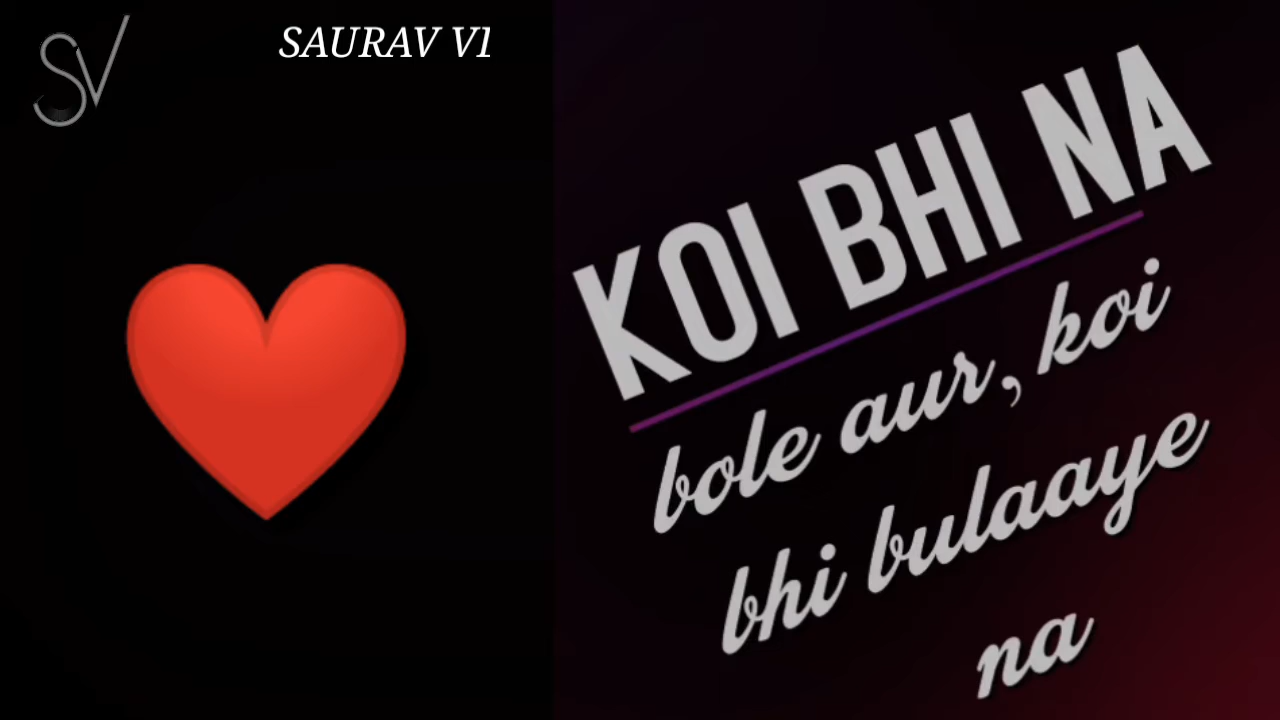 SV
SAURAV V1
KOI BHI NA
bole aur, koi
bhi bulaaye
na